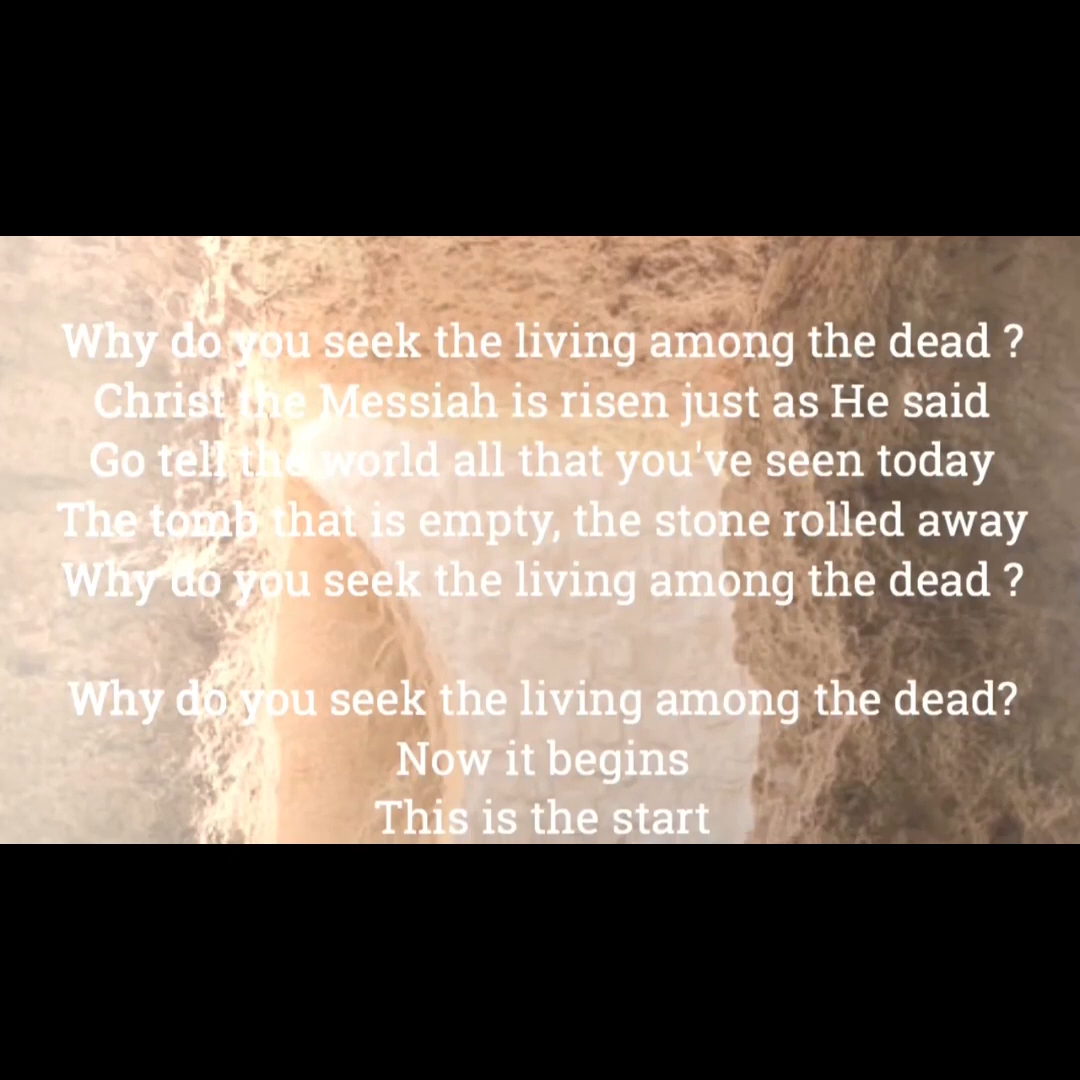 Why do you seek the living among the dead ?
Christ the Messiah is risen just as He said
Go tell the world all that you've seen today
The tomb that is empty, the stone rolled away
Why do you seek the living among the dead ?
Why do you seek the living among the dead?
Now it begins
This is the start